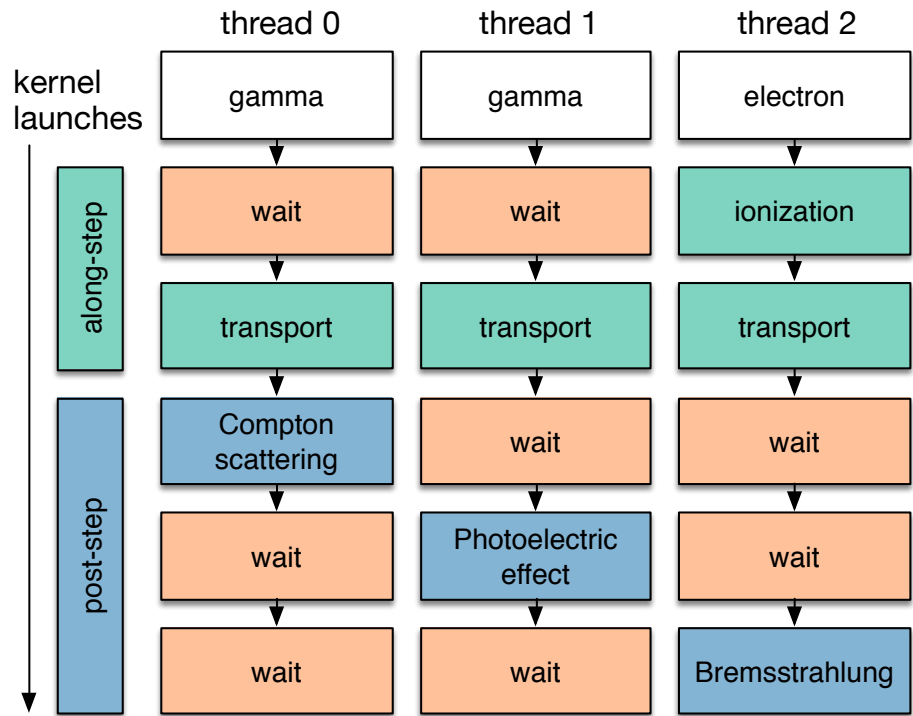 thread 0
thread 1
thread 2
kernel
launches
gamma
gamma
electron
along-step
wait
wait
ionization
transport
transport
transport
post-step
Compton
scattering
wait
wait
wait
Photoelectric
effect
wait
wait
wait
Bremsstrahlung